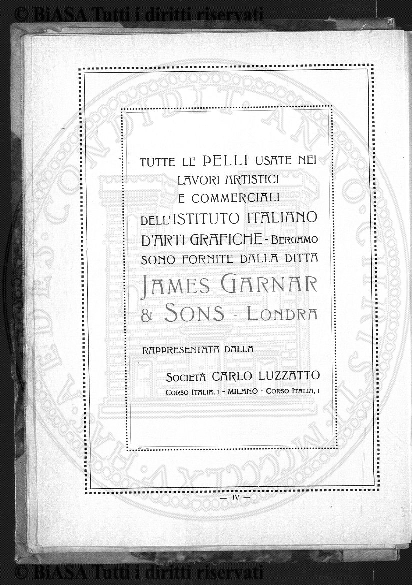 © BiASA Tutti i diritti riservati
TUTTE LE PELLI USATE NEI
LAVORI ARTISTICI
E COMMERCIALI
DELL'ISTITUTO ITALIANO
D'ARTI GRAFICHE - BERGAMO
SONO FORNITE DALLA DITTA
JAMES GARNAR
& SONS - LONDRA
RAPPRESENTATA DALLA
SOCIETÀ CARLO LUZZATTO
CORSO ITALIA, 1 - MILANO - CORSO ITALIA, 1
— IV —
© BiASA Tutti i diritti riservati